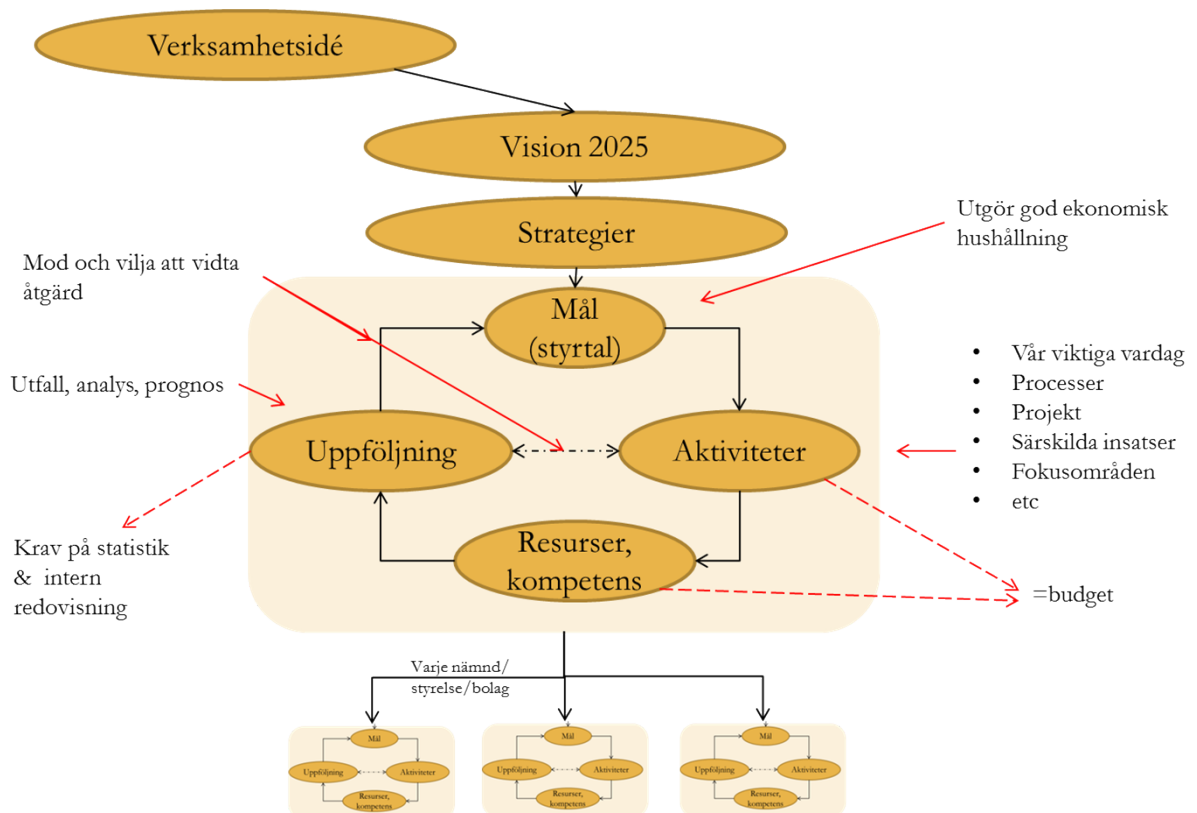 Verksamhetsidé
Vision 2025
Strategier
Utgör god ekonomisk
hushållning
Mod och vilja att vidta
åtgärd
Mål
(styrtal)
Utfall, analys, prognos
Uppföljning
Aktiviteter
• Vår viktiga vardag
• Processer
• Projekt
• Särskilda insatser
• Fokusområden
• etc
Krav på statistik
& intern
redovisning
Resurser,
kompetens
=budget
Varje nämnd/
styrelse/bolag
Mål
Uppföljning
Aktiviteter
Resurser,
kompetens
Mål
Uppföljning
Aktiviteter
Resurser,
kompetens
Mål
Uppföljning
Aktiviteter
Resurser,
kompetens